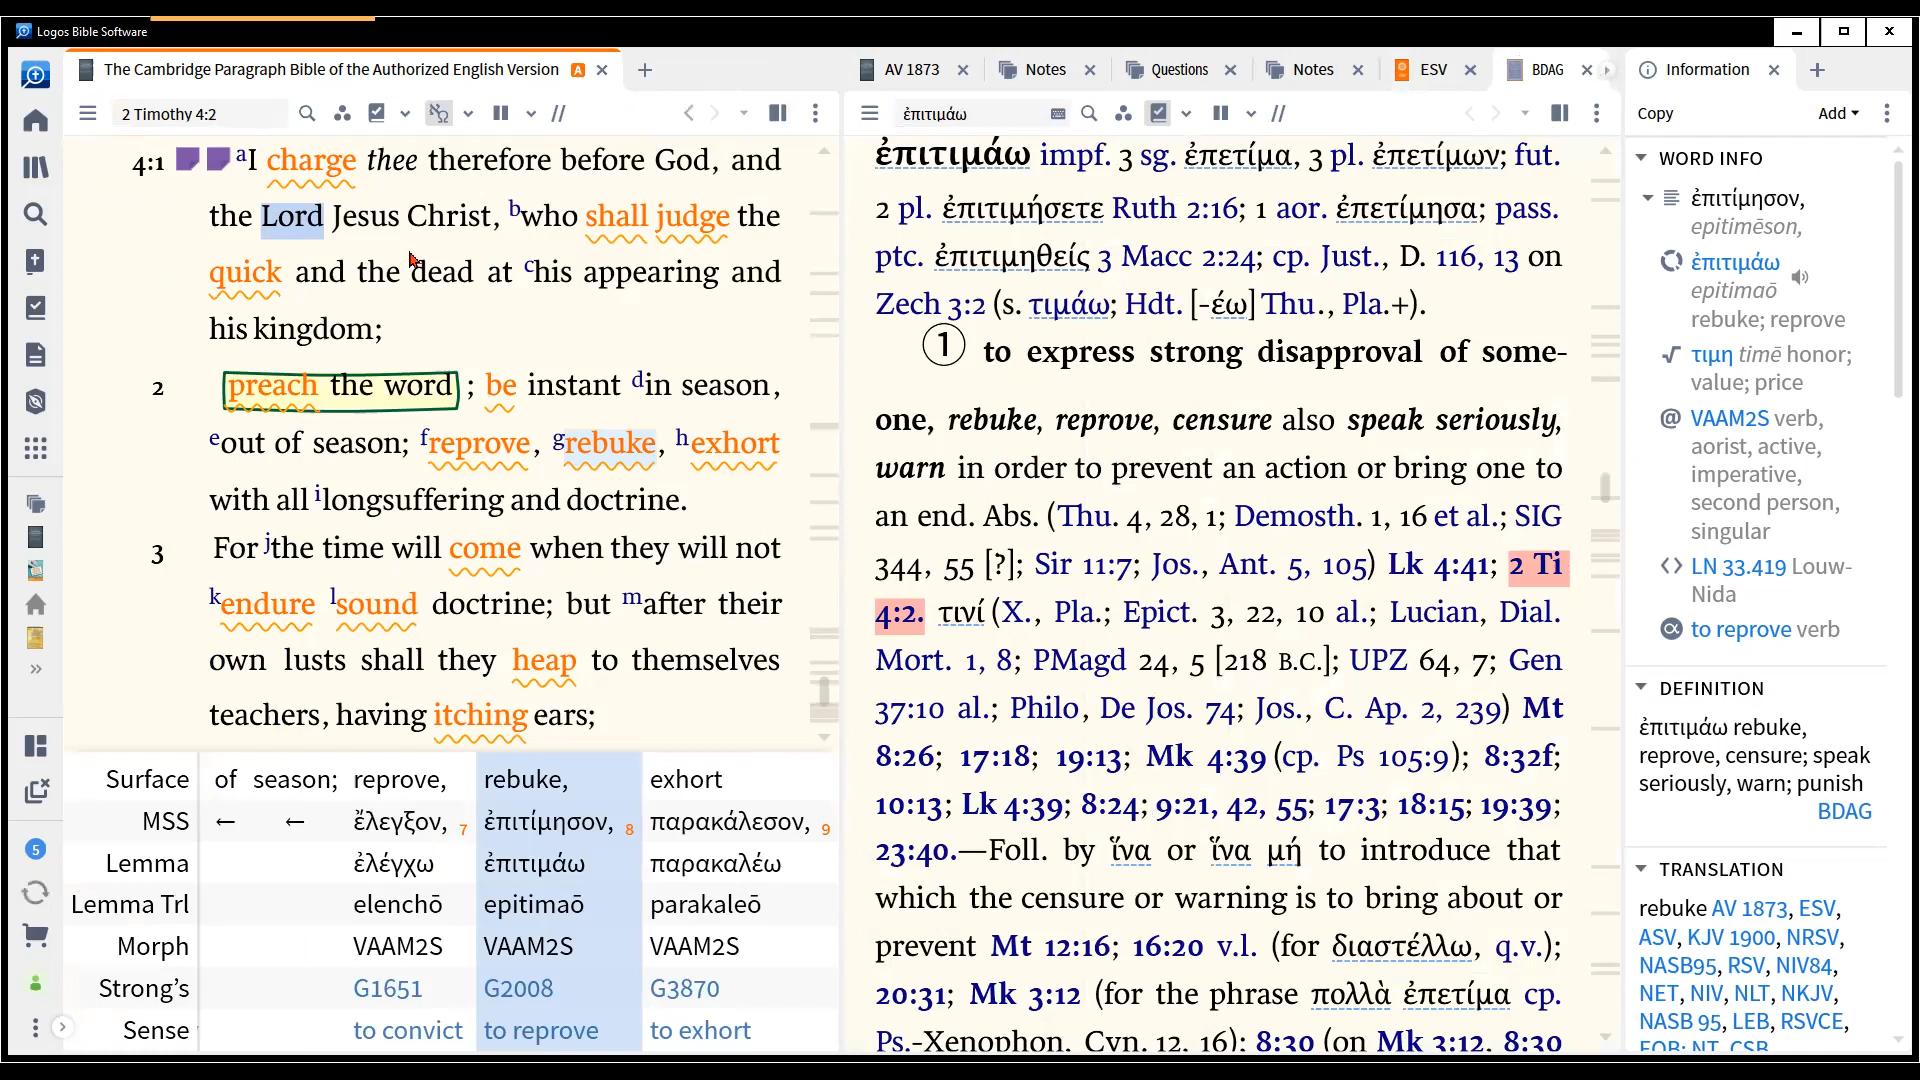 Logos Bible Software
The Cambridge Paragraph Bible of the Authorized English Version A
2 Timothy 4:2
4:1 aI charge thee therefore before God, and
the Lord Jesus Christ, bwho shall judge the
quick and the dead at chis appearing and
his kingdom;
2 preach the word ; be instant din season,
eout of season; freprove, grebuke, hexhort
with all ilongsuffering and doctrine.
3 For jthe time will come when they will not
kendure lsound doctrine; but mafter their
own lusts shall they heap to themselves
teachers, having itching ears;
Surface of season; reprove, rebuke, exhort
MSS ← ← ἔλεγξον, 7 ἐπιτίμησον, 8 παρακάλεσον, 9
Lemma ἐλέγχω ἐπιτιμάω παρακαλέω
Lemma Trl elenchō epitimaō parakaleō
Morph VAAM2S VAAM2S VAAM2S
Strong’s G1651 G2008 G3870
Sense to convict to reprove to exhort
5
AV 1873 Notes Questions Notes ESV BDAG
ἐπιτιμάω
ἐπιτιμάω impf. 3 sg. ἐπετίμα, 3 pl. ἐπετίμων; fut.
2 pl. ἐπιτιμήσετε Ruth 2:16; 1 aor. ἐπετίμησα; pass.
ptc. ἐπιτιμηθείς 3 Macc 2:24; cp. Just., D. 116, 13 on
Zech 3:2 (s. τιμάω; Hdt. [-έω] Thu., Pla.+).
① to express strong disapproval of some-
one, rebuke, reprove, censure also speak seriously,
warn in order to prevent an action or bring one to
an end. Abs. (Thu. 4, 28, 1; Demosth. 1, 16 et al.; SIG
344, 55 [?]; Sir 11:7; Jos., Ant. 5, 105) Lk 4:41; 2 Ti
4:2. τινί (X., Pla.; Epict. 3, 22, 10 al.; Lucian, Dial.
Mort. 1, 8; PMagd 24, 5 [218 B.C.]; UPZ 64, 7; Gen
37:10 al.; Philo, De Jos. 74; Jos., C. Ap. 2, 239) Mt
8:26; 17:18; 19:13; Mk 4:39 (cp. Ps 105:9); 8:32f;
10:13; Lk 4:39; 8:24; 9:21, 42, 55; 17:3; 18:15; 19:39;
23:40.—Foll. by ἵνα or ἵνα μή to introduce that
which the censure or warning is to bring about or
prevent Mt 12:16; 16:20 v.l. (for διαστέλλω, q.v.);
20:31; Mk 3:12 (for the phrase πολλὰ ἐπετίμα cp.
Ps.-Xenophon, Cyn. 12, 16); 8:30 (on Mk 3:12, 8:30
Information
Copy Add
WORD INFO
ἐπιτίμησον,
epitimēson,
ἐπιτιμάω
epitimaō
rebuke; reprove
τιμη timē honor;
value; price
VAAM2S verb,
aorist, active,
imperative,
second person,
singular
LN 33.419 Louw-
Nida
to reprove verb
DEFINITION
ἐπιτιμάω rebuke,
reprove, censure; speak
seriously, warn; punish
BDAG
TRANSLATION
rebuke AV 1873, ESV,
ASV, KJV 1900, NRSV,
NASB95, RSV, NIV84,
NET, NIV, NLT, NKJV,
NASB 95, LEB, RSVCE,
EOB: NT, CSB